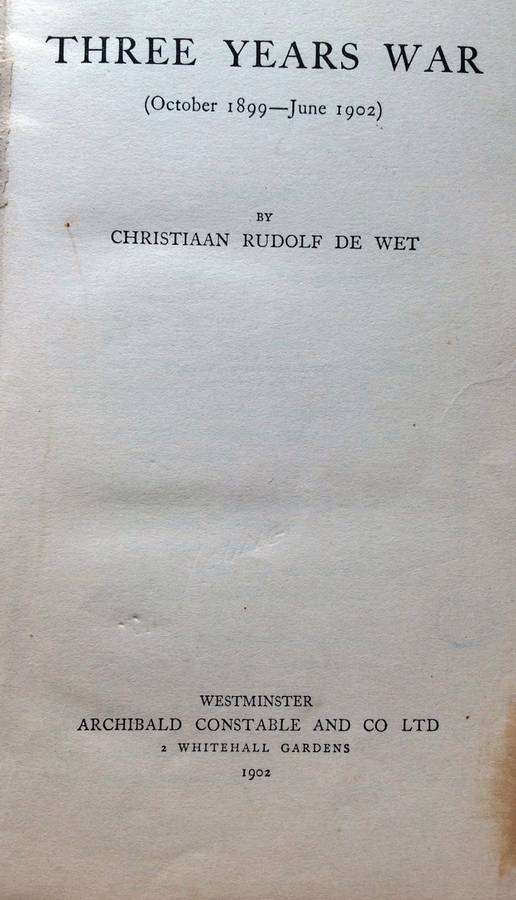 THREE YEARS WAR
(October 1899—June 1902)
BY
CHRISTIAAN RUDOLF DE WET
WESTMINSTER
ARCHIBALD CONSTABLE AND CO LTD
2 WHITEHALL GARDENS
1902